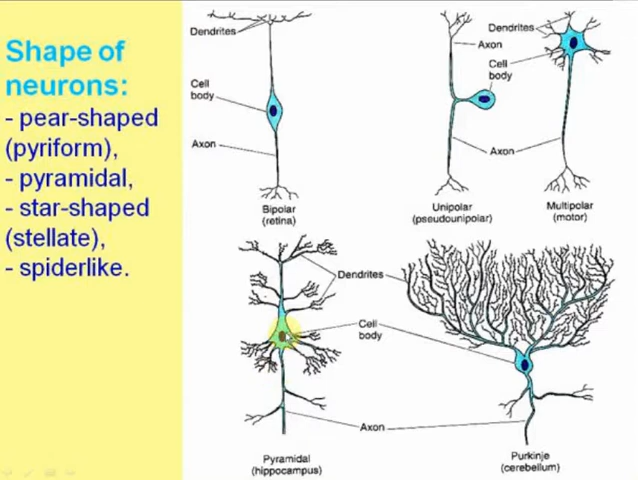 Shape of
neurons:
- pear-shaped
(pyriform),
- pyramidal,
- star-shaped
(stellate),
- spiderlike.
Dendrites
Cell
body
Axon
Bipolar
(retina)
Axon
Cell
body
Axon
Unipolar
(pseudounipolar)
Dendrites
Multipolar
(motor)
Dendrites
Cell
body
Axon
Pyramidal
(hippocampus)
Purkinje
(cerebellum)